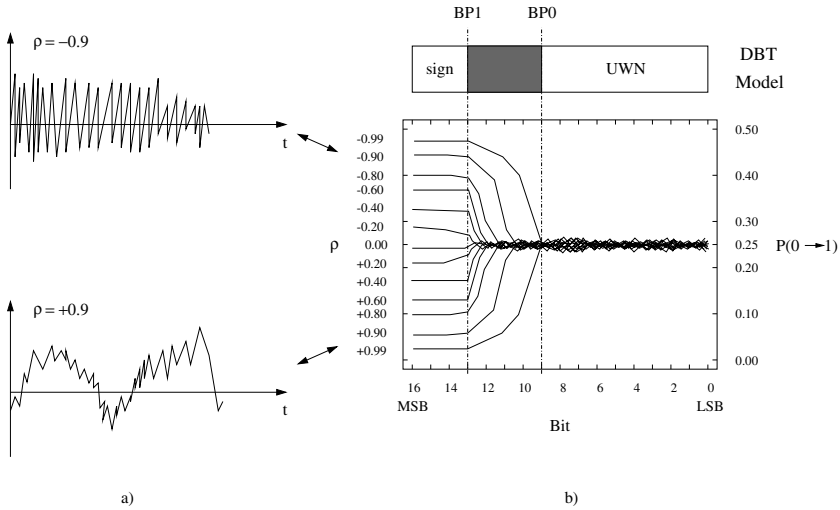 ρ = −0.9
t
ρ = +0.9
t
a)
BP1 BP0
sign UWN
DBT
Model
-0.99
-0.90
-0.80
-0.60
-0.40
-0.20
0.00
+0.20
+0.40
+0.60
+0.80
+0.90
+0.99
ρ
0.50
0.40
0.30
0.25
0.20
0.10
0.00
P(0 → 1)
16 14 12 10 8 6 4 2 0
MSB LSB
Bit
b)